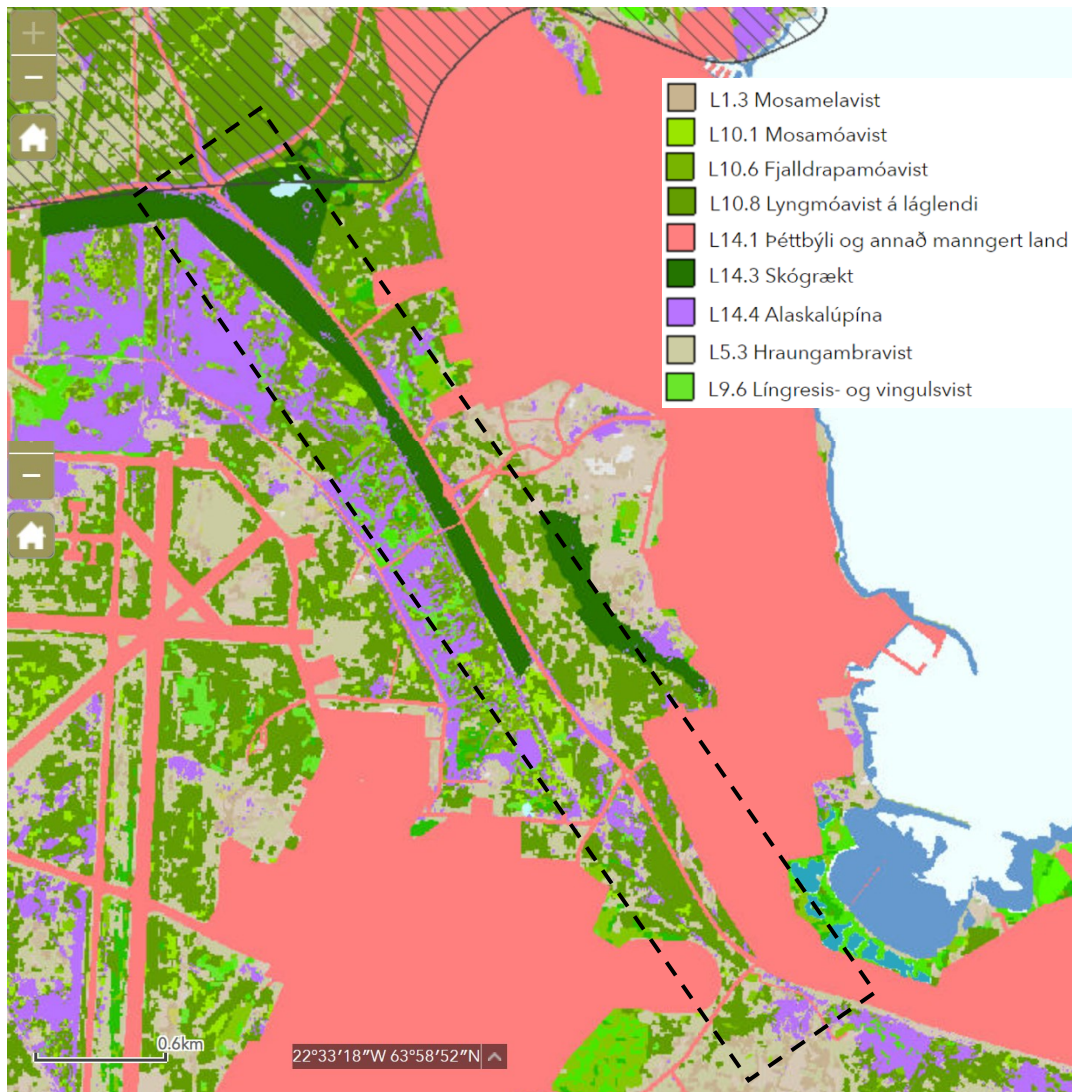 +
−
L1.3 Mosamelavist
L10.1 Mosamóavist
L10.6 Fjalldrapamóavist
L10.8 Lyngmóavist á láglendi
L14.1 Þéttbýli og annað manngert land
L14.3 Skógrækt
L14.4 Alaskalúpína
L5.3 Hraungambravist
L9.6 Língresis- og vingulsvist
−
0.6km
22°33′18″W 63°58′52″N